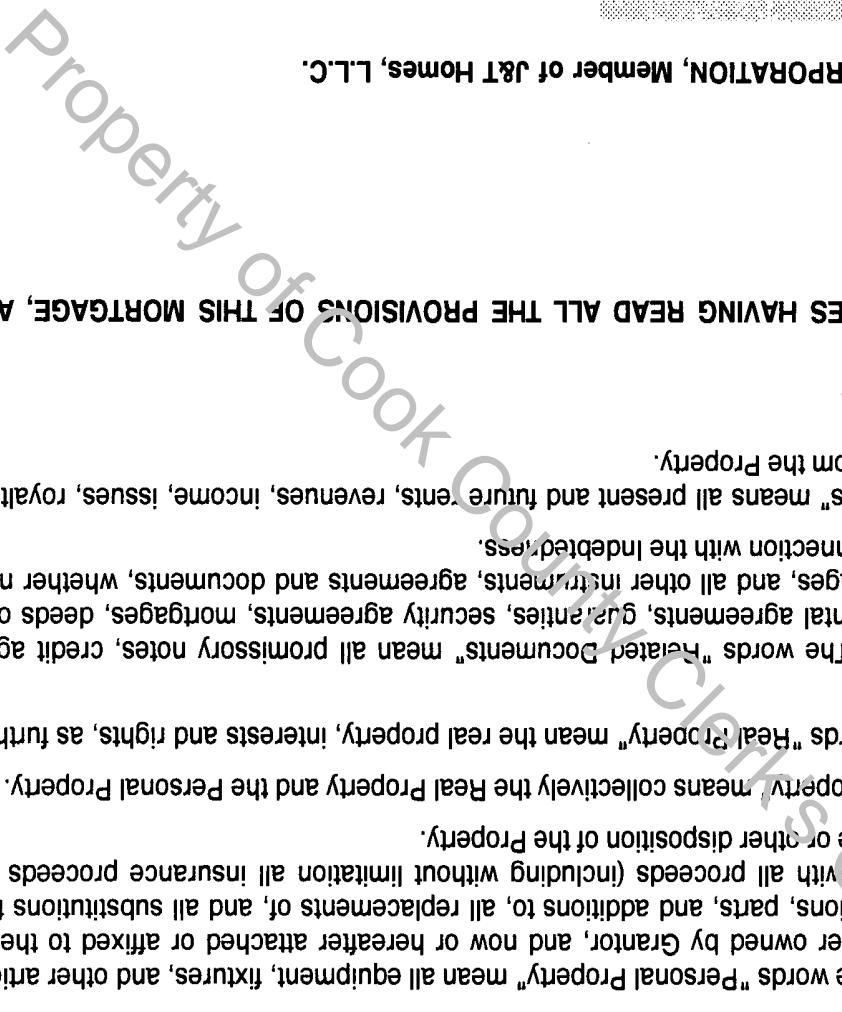 e words "Personal Property" mean all equipment, fixtures, and other arti
er owned by Grantor, and now or hereafter attached or affixed to the
ions, parts, and additions to, all replacements of, and all substitutions f
with all proceeds (including without limitation all insurance proceeds
e or other disposition of the Property.
operty" means collectively the Real Property and the Personal Property.
rds "Real Property" mean the real property, interests and rights, as furth
The words "Related Documents" mean all promissory notes, credit ag
ntal agreements, guaranties, security agreements, mortgages, deeds o
ages, and all other instruments, agreements and documents, whether n
nnection with the Indebtedness.
s" means all present and future rents, revenues, income, issues, royalt
om the Property.
ES HAVING READ ALL THE PROVISIONS OF THIS MORTGAGE, A
RPORATION, Member of J&T Homes, L.L.C.
Property of Cook County Clerk's